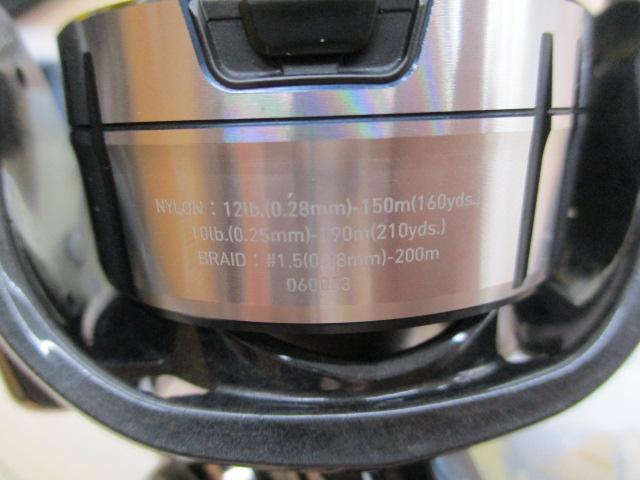 NYLON : 12lb.(0.28mm)-150m(160yds.
10lb.(0.25mm)-190m(210yds.)
BRAID : #1.5(0.18mm)-200m
060053